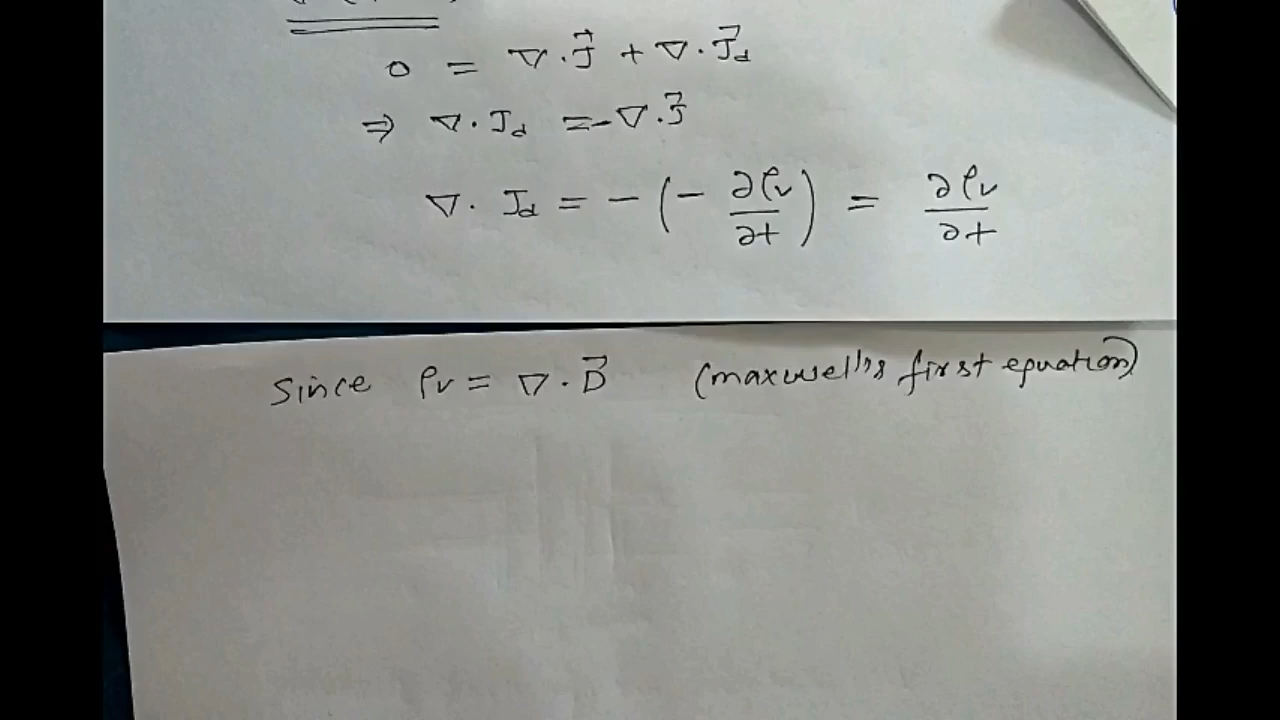 0 = ∇.J⃗ + ∇.J⃗d
⇒ ∇.Jd = -∇.J⃗
∇. Jd = -(- ∂ρv/∂t) = ∂ρv/∂t
Since ρv = ∇.D⃗ (maxwell's first equation)